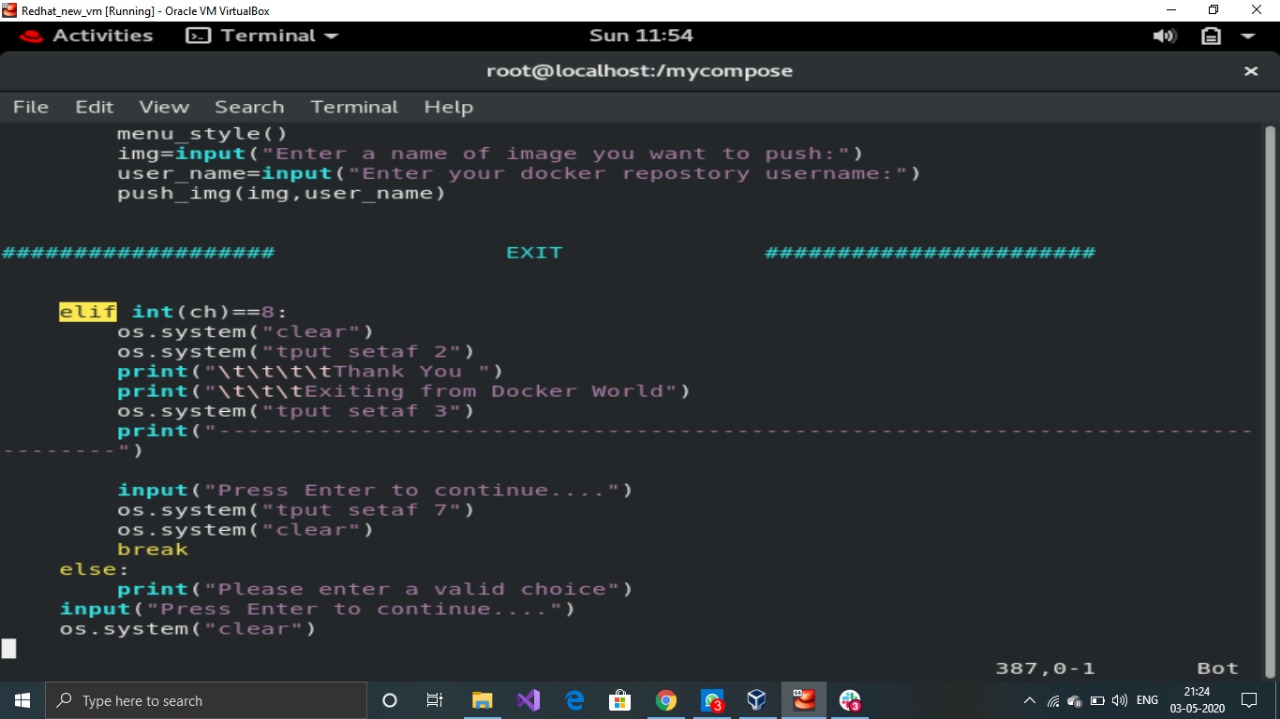 Redhat_new_vm [Running] - Oracle VM VirtualBox
Activities Terminal Sun 11:54
root@localhost:/mycompose
File Edit View Search Terminal Help
menu_style()
img=input("Enter a name of image you want to push:")
user_name=input("Enter your docker repostory username:")
push_img(img,user_name)
################### EXIT #######################
elif int(ch)==8:
os.system("clear")
os.system("tput setaf 2")
print("\t\t\t\tThank You ")
print("\t\t\tExiting from Docker World")
os.system("tput setaf 3")
print("------------------------------------------------------------------------
--------")
input("Press Enter to continue....")
os.system("tput setaf 7")
os.system("clear")
break
else:
print("Please enter a valid choice")
input("Press Enter to continue....")
os.system("clear")
387,0-1 Bot
Type here to search 3 3 ENG 21:24
03-05-2020